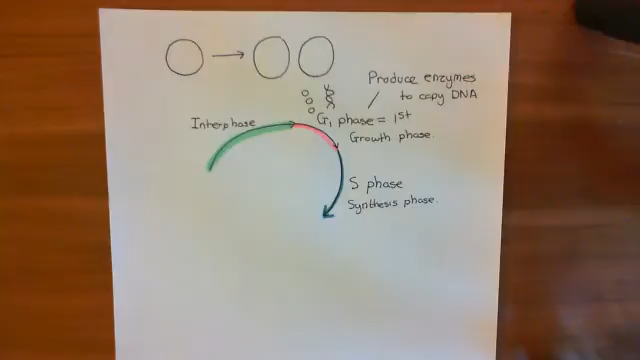 Produce enzymes
to copy DNA
Interphase
G1 phase = 1st
Growth phase.
S phase
Synthesis phase.